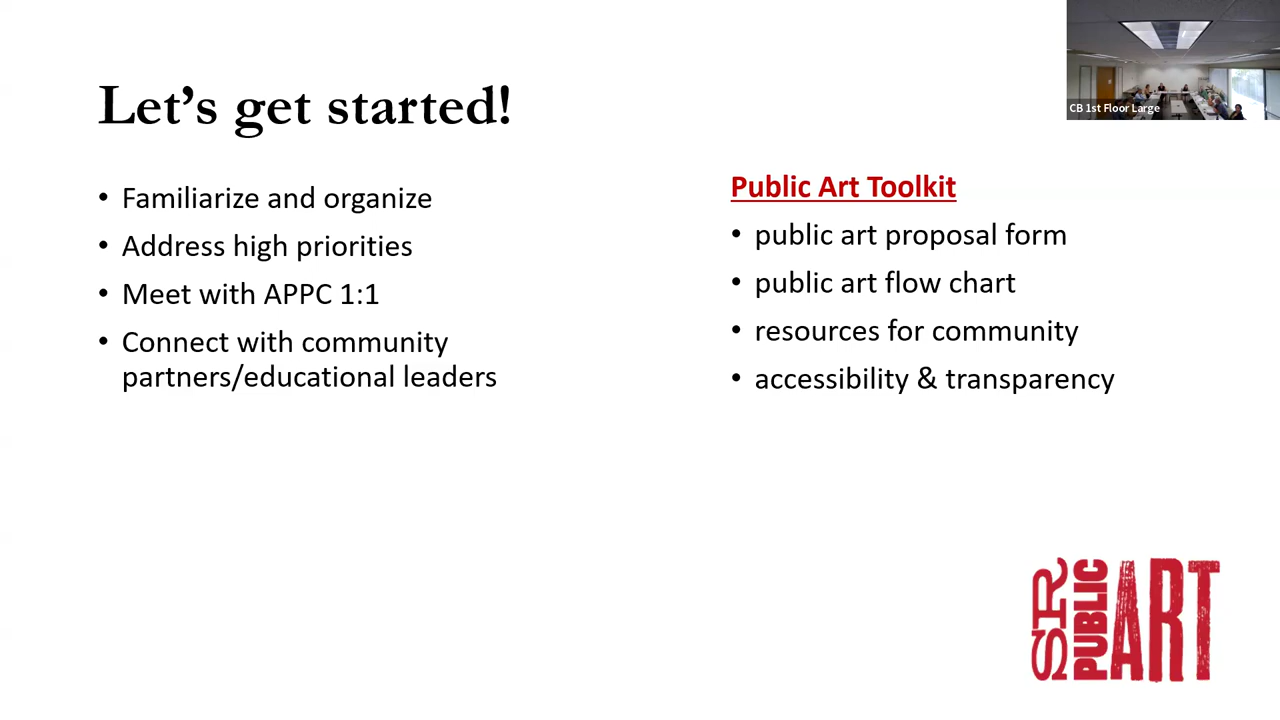 Let's get started!
• Familiarize and organize
• Address high priorities
• Meet with APPC 1:1
• Connect with community
partners/educational leaders
Public Art Toolkit
• public art proposal form
• public art flow chart
• resources for community
• accessibility & transparency
CB 1st Floor Large
SR
PUBLIC
ART